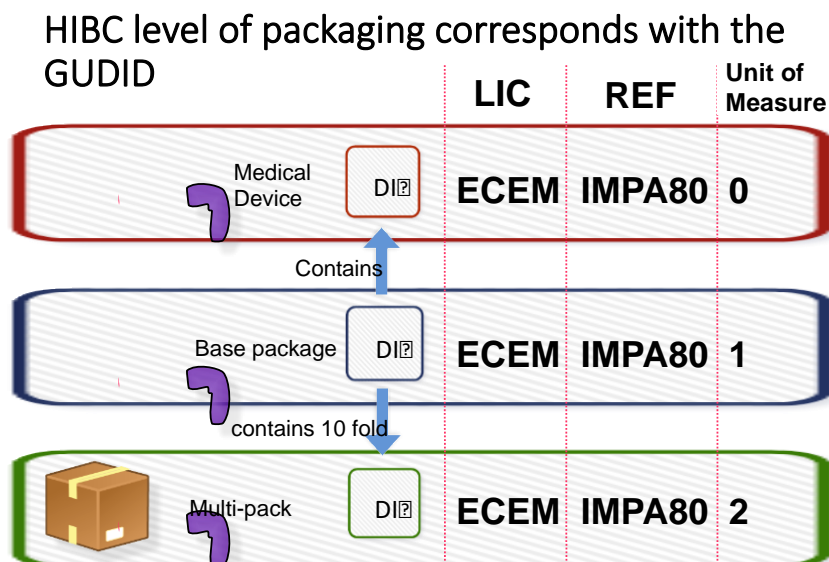 HIBC level of packaging corresponds with the
GUDID
LIC REF Unit of
Measure
Medical
Device
DI
ECEM IMPA80 0
Contains
Base package DI ECEM IMPA80 1
contains 10 fold
Multi-pack DI ECEM IMPA80 2